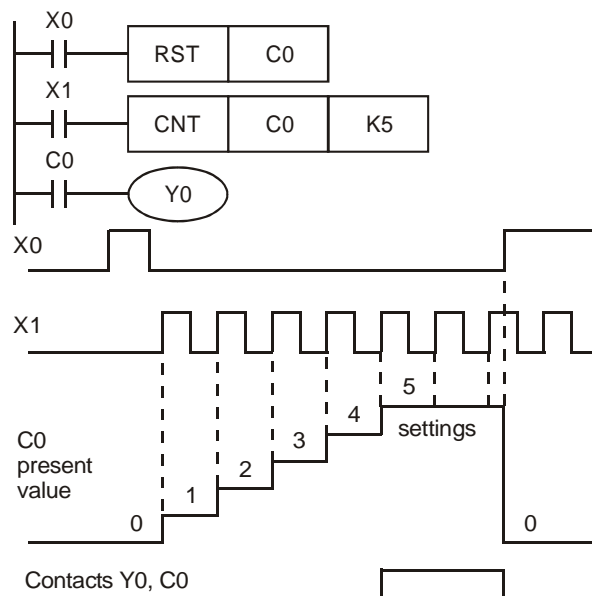 X0
RST C0
X1
CNT C0 K5
C0
Y0
X0
X1
5
settings
4
3
2
1
C0
present
value
0
0
Contacts Y0, C0